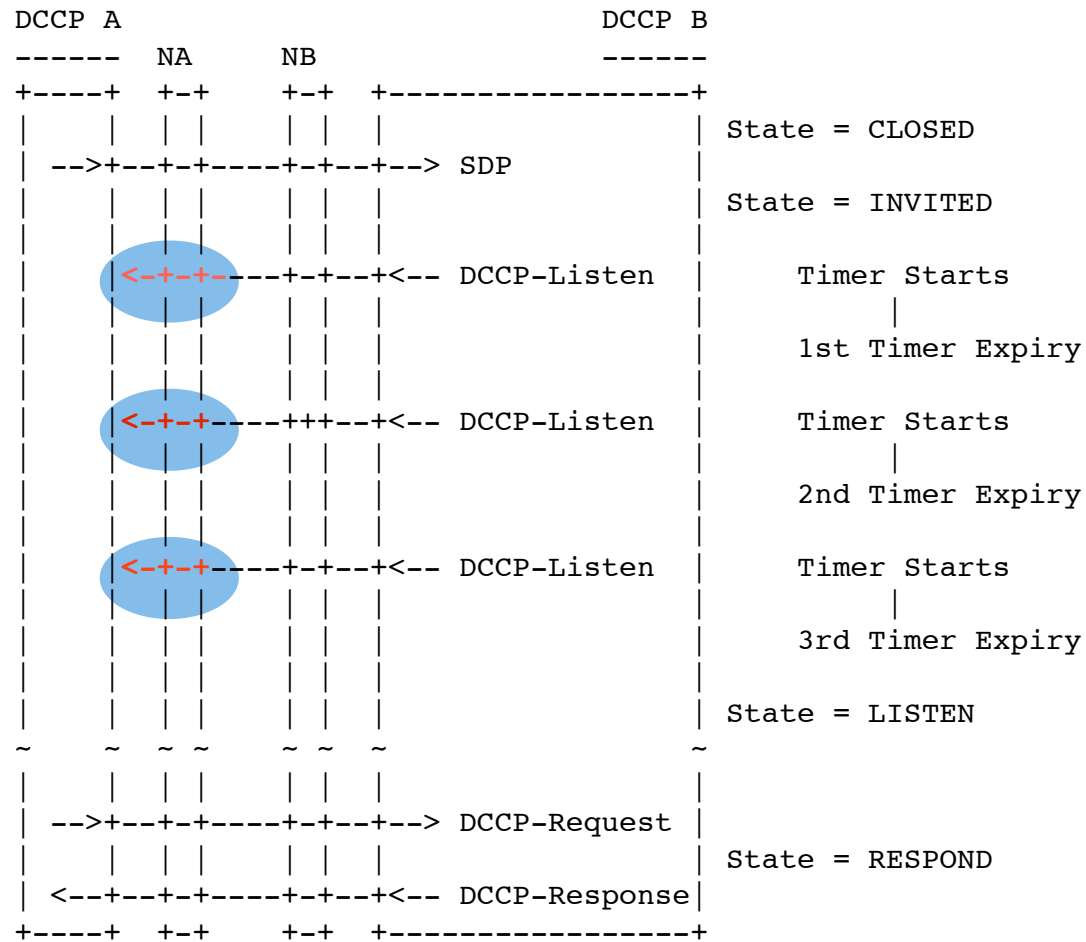 DCCP A                           DCCP B
------  NA     NB                ------
+----+  +-+    +-+  +-----------------+
|    |  | |    | |  |                 | State = CLOSED
| -->+--+-+----+-+--+--> SDP          |
|    |  | |    | |  |                 | State = INVITED
|    |  | |    | |  |                 |
|    |<-+-+-----+-+--+<-- DCCP-Listen |     Timer Starts
|    |  | |    | |  |                 |          |
|    |  | |    | |  |                 |     1st Timer Expiry
|    |  | |    | |  |                 |
|    |<-+-+----+++--+<-- DCCP-Listen  |     Timer Starts
|    |  | |    | |  |                 |          |
|    |  | |    | |  |                 |     2nd Timer Expiry
|    |  | |    | |  |                 |
|    |<-+-+----+-+--+<-- DCCP-Listen  |     Timer Starts
|    |  | |    | |  |                 |          |
|    |  | |    | |  |                 |     3rd Timer Expiry
|    |  | |    | |  |                 |
|    |  | |    | |  |                 | State = LISTEN
~    ~  ~ ~    ~ ~  ~                 ~
|    |  | |    | |  |                 |
| -->+--+-+----+-+--+--> DCCP-Request |
|    |  | |    | |  |                 | State = RESPOND
| <--+--+-+----+-+--+<-- DCCP-Response|
+----+  +-+    +-+  +-----------------+